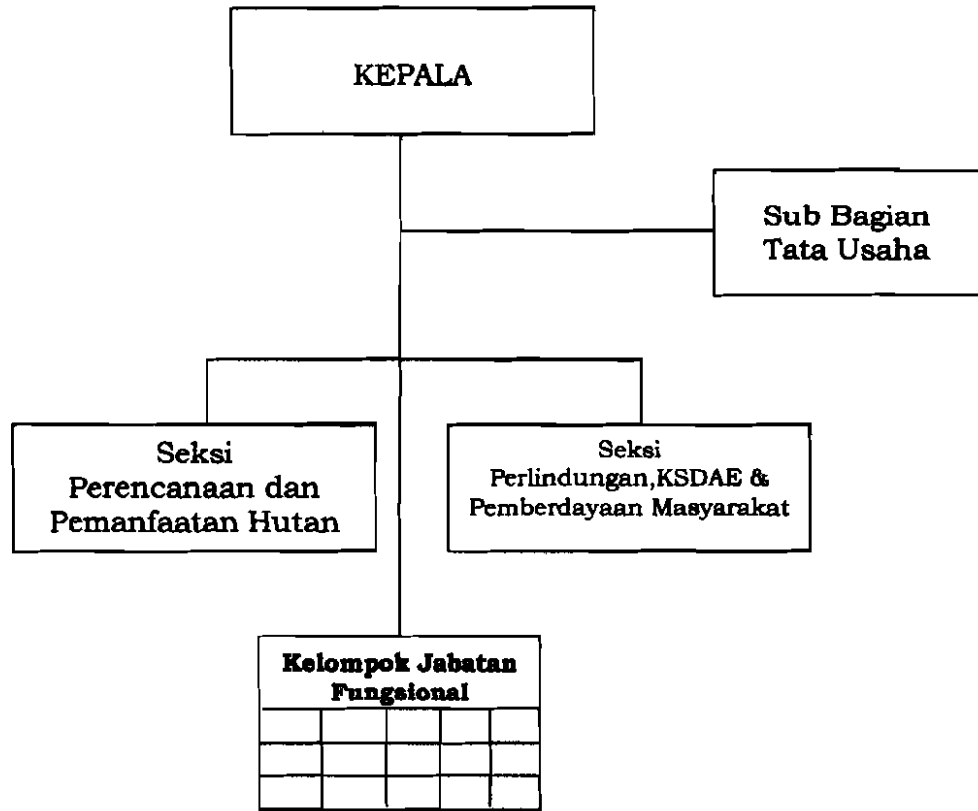 KEPALA
Sub Bagian
Tata Usaha
Seksi
Perencanaan dan
Pemanfaatan Hutan
Seksi
Perlindungan,KSDAE &
Pemberdayaan Masyarakat
Kelompok Jabatan
Fungsional